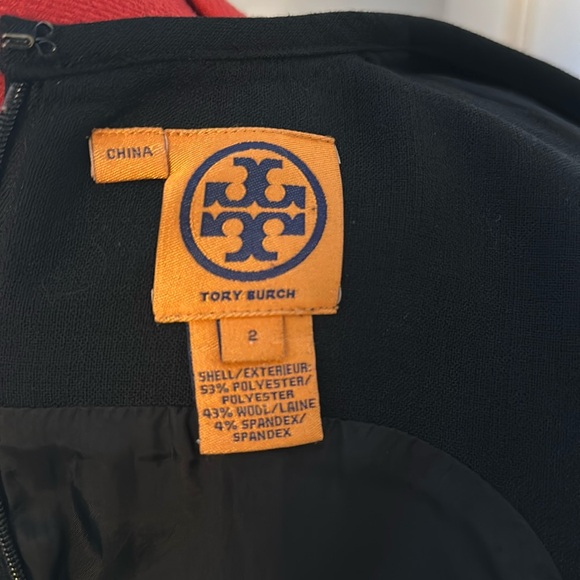 CHINA
TORY BURCH
2
SHELL/EXTERIEUR:
53% POLYESTER/
POLYESTER
43% WOOL/LAINE
4% SPANDEX/
SPANDEX